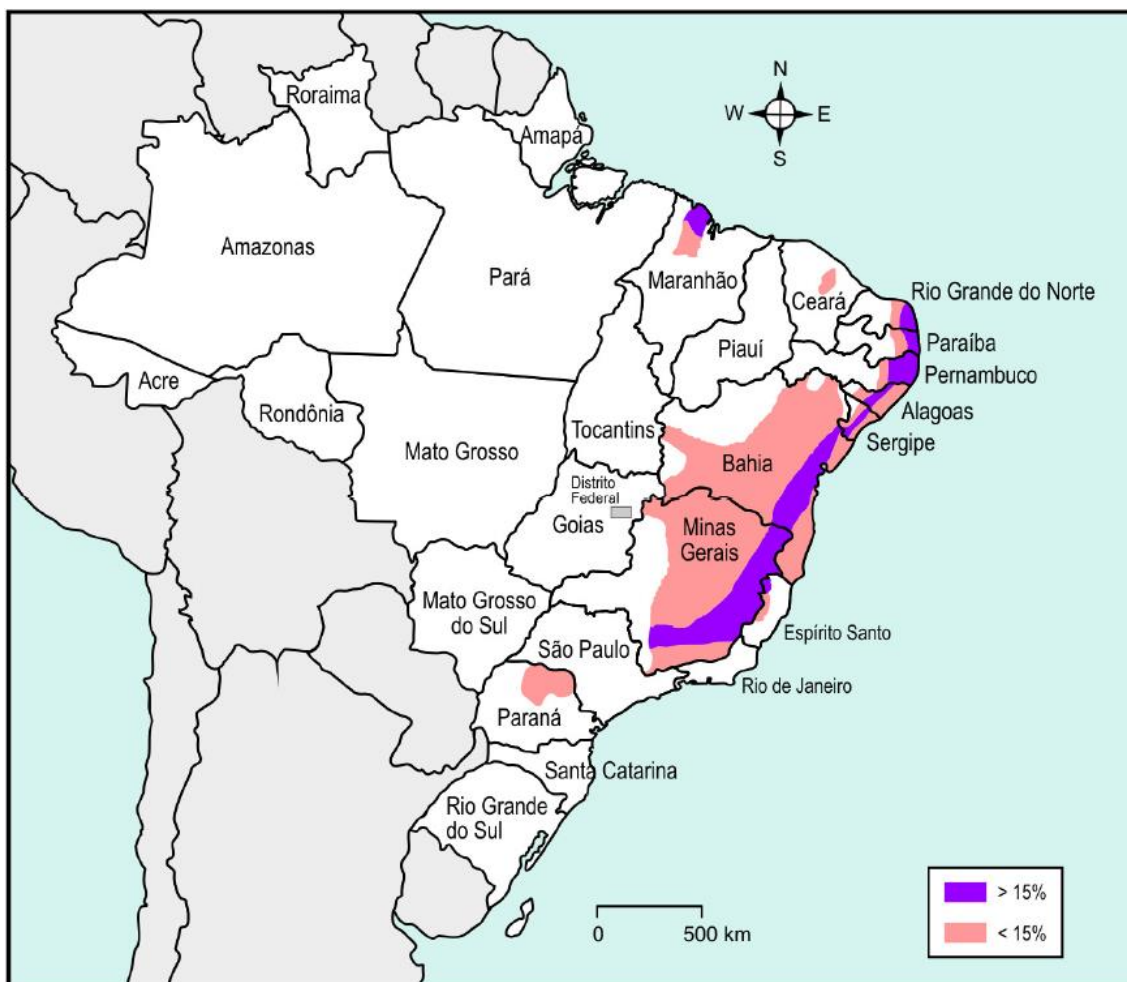 N
W
E
S
Roraima
Amapá
Amazonas
Pará
Maranhão
Ceará
Rio Grande do Norte
Paraíba
Piauí
Pernambuco
Acre
Rondônia
Alagoas
Tocantins
Sergipe
Mato Grosso
Bahia
Distrito
Federal
Goias
Minas
Gerais
Mato Grosso
do Sul
Espírito Santo
São Paulo
Rio de Janeiro
Paraná
Santa Catarina
Rio Grande
do Sul
0
500 km
> 15%
< 15%